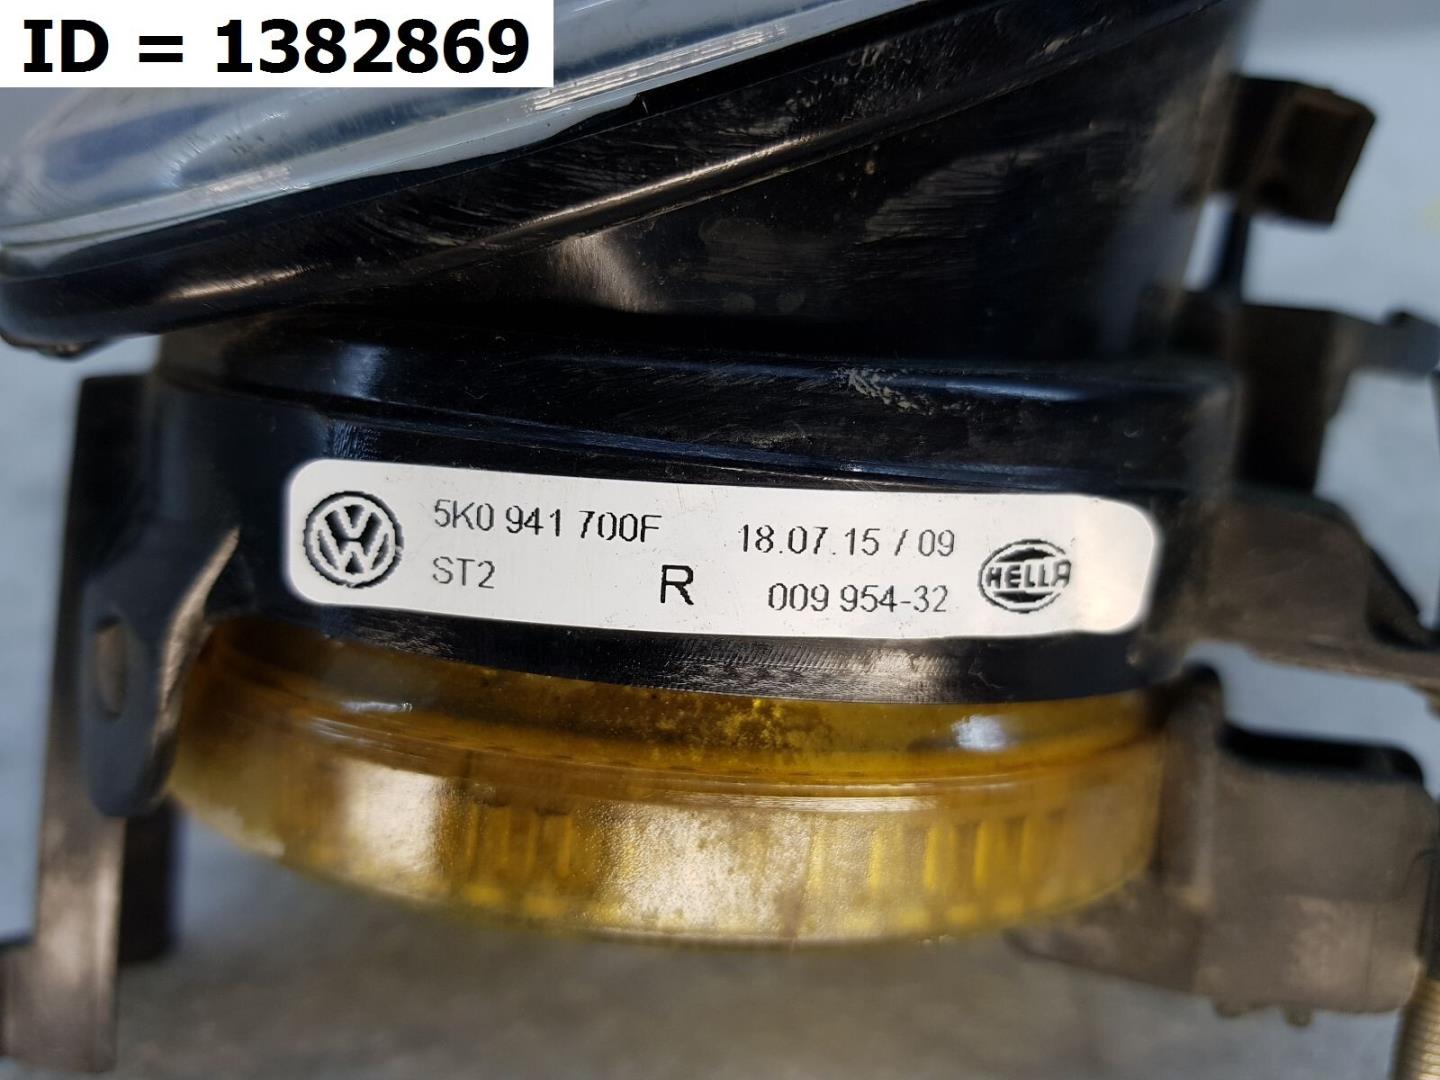 ID = 1382869
5K0 941 700F 18.07.15 / 09
ST2 R 009 954-32
HELLA